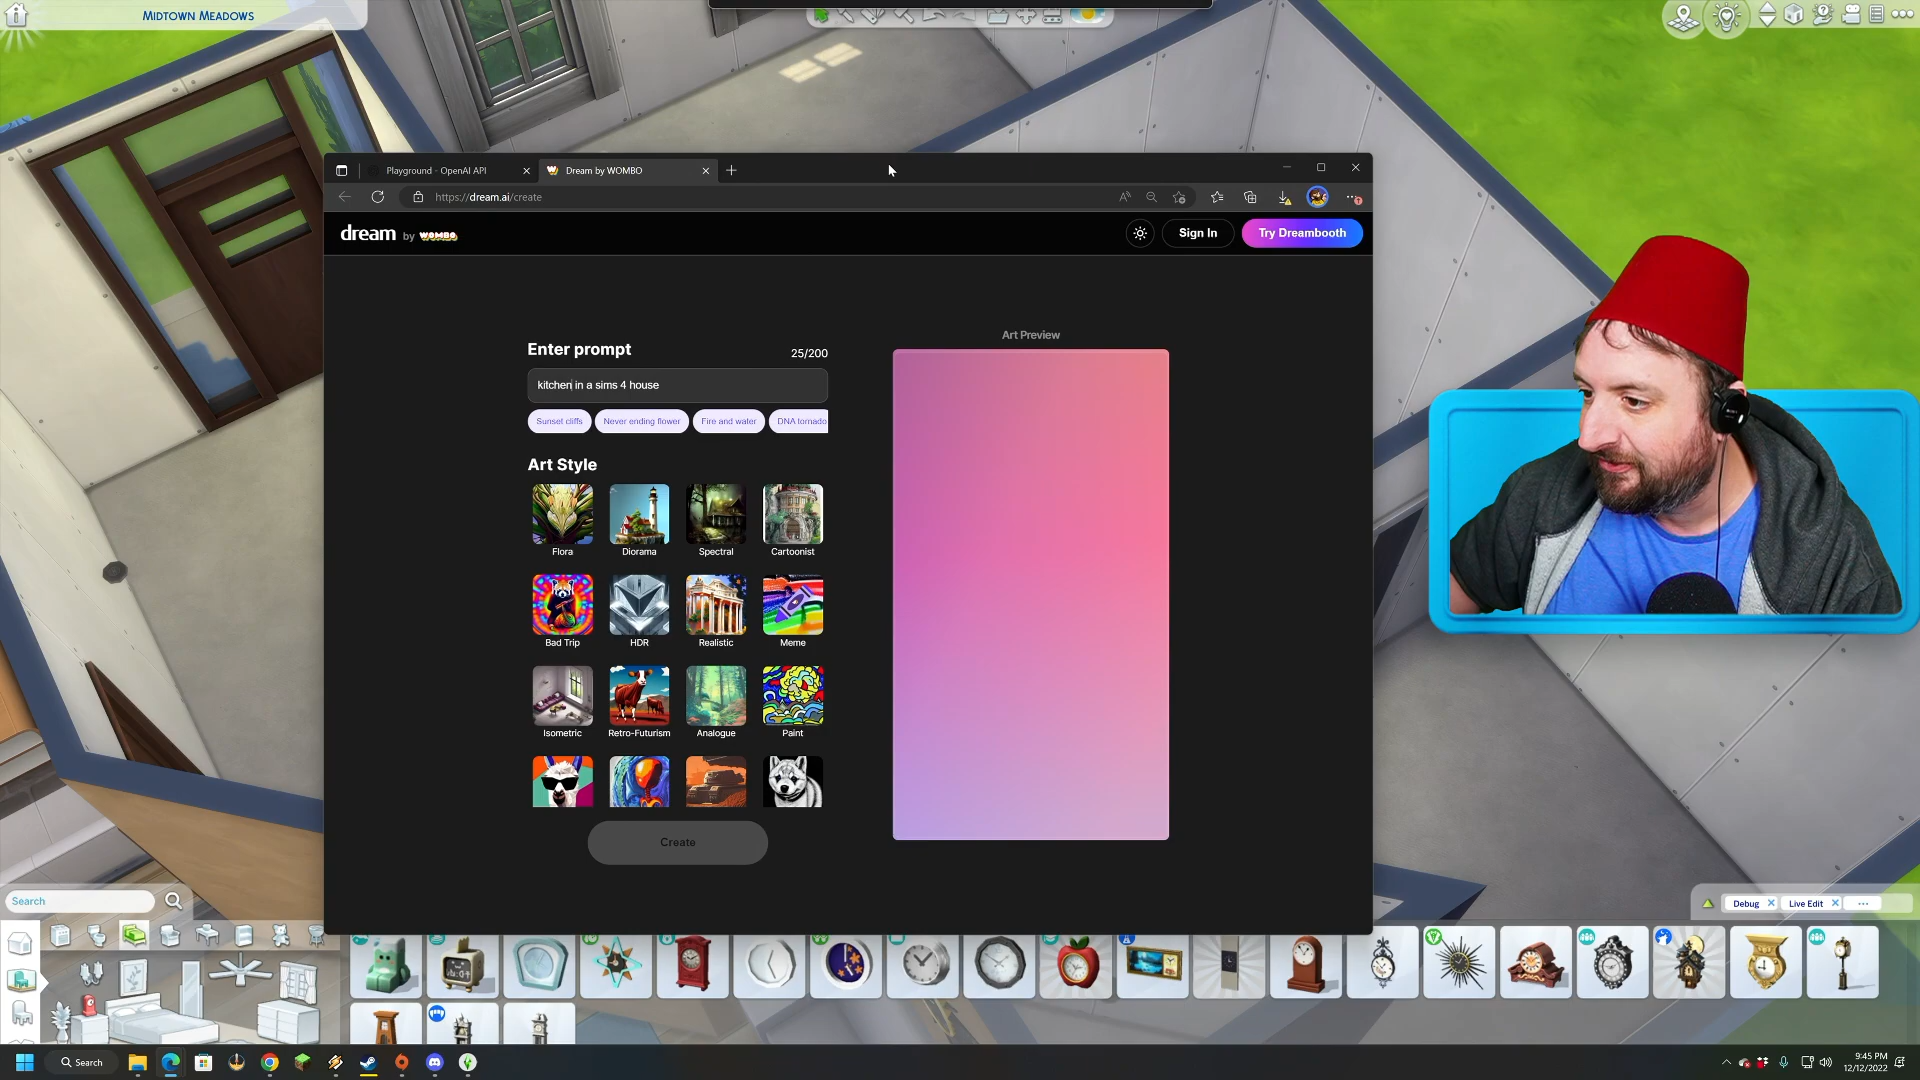 Midtown Meadows
Playground - OpenAI API
Dream by WOMBO
https://dream.ai/create
dream by WOMBO
Sign In
Try Dreambooth
Enter prompt
25/200
kitchen in a sims 4 house
Sunset cliffs
Never ending flower
Fire and water
DNA tornado
Art Style
Flora
Diorama
Spectral
Cartoonist
Bad Trip
HDR
Realistic
Meme
Isometric
Retro-Futurism
Analogue
Paint
Create
Art Preview
Search
Debug
Live Edit
Search
9:45 PM
12/12/2022